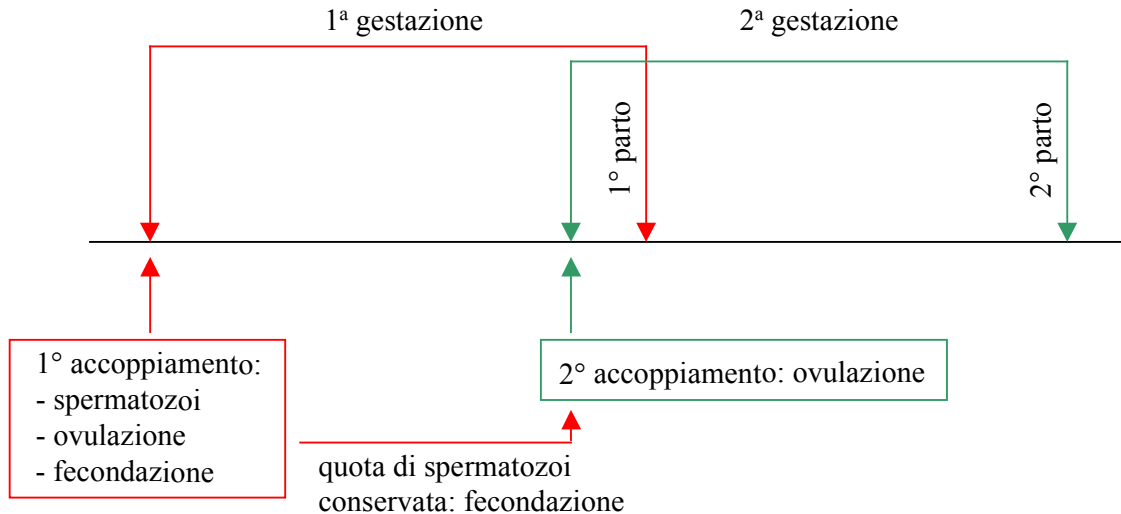 1ª gestazione
2ª gestazione
1° parto
2° parto
1° accoppiamento:
- spermatozoi
- ovulazione
- fecondazione
2° accoppiamento: ovulazione
quota di spermatozoi
conservata: fecondazione